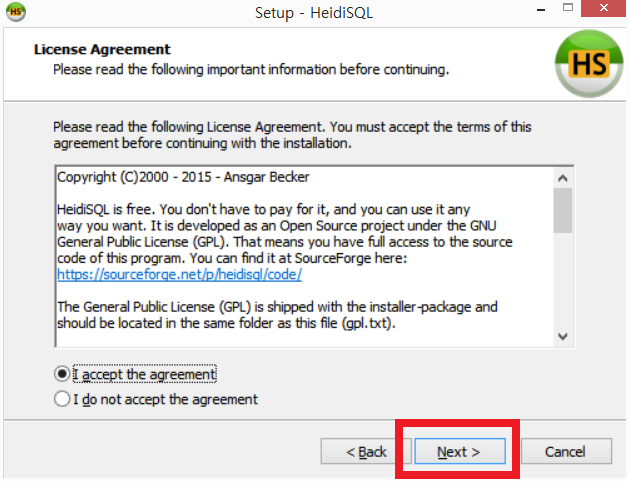 HS
Setup - HeidiSQL
License Agreement
Please read the following important information before continuing.
HS
Please read the following License Agreement. You must accept the terms of this
agreement before continuing with the installation.
Copyright (C)2000 - 2015 - Ansgar Becker
HeidiSQL is free. You don't have to pay for it, and you can use it any
way you want. It is developed as an Open Source project under the GNU
General Public License (GPL). That means you have full access to the source
code of this program. You can find it at SourceForge here:
https://sourceforge.net/p/heidisql/code/
The General Public License (GPL) is shipped with the installer-package and
should be located in the same folder as this file (gpl.txt).
I accept the agreement
I do not accept the agreement
< Back
Next >
Cancel